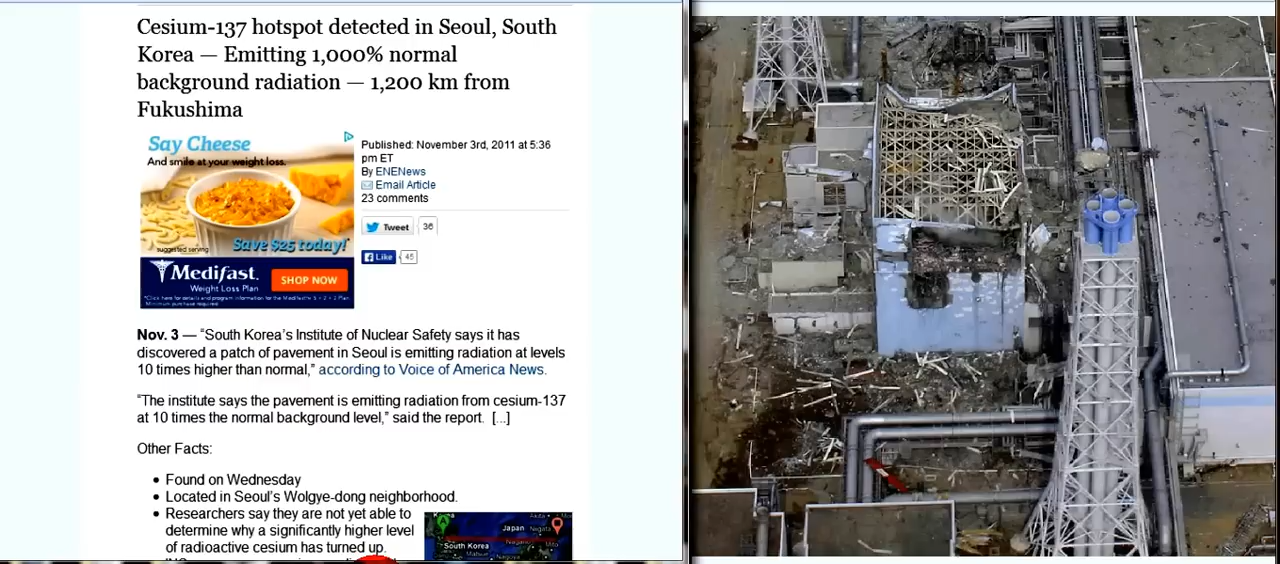 Cesium-137 hotspot detected in Seoul, South
Korea — Emitting 1,000% normal
background radiation — 1,200 km from
Fukushima
Say Cheese
And smile at your weight loss.
suggested serving
Save $25 today!*
Medifast.
Weight Loss Plan
SHOP NOW
Published: November 3rd, 2011 at 5:36
pm ET
By ENENews
Email Article
23 comments
Tweet 36
Like 45
Nov. 3 — “South Korea’s Institute of Nuclear Safety says it has
discovered a patch of pavement in Seoul is emitting radiation at levels
10 times higher than normal,” according to Voice of America News.
“The institute says the pavement is emitting radiation from cesium-137
at 10 times the normal background level,” said the report. [...]
Other Facts:
• Found on Wednesday
• Located in Seoul’s Wolgye-dong neighborhood.
• Researchers say they are not yet able to
determine why a significantly higher level
of radioactive cesium has turned up.
Korea
A
Japan
South Korea
Nagoya